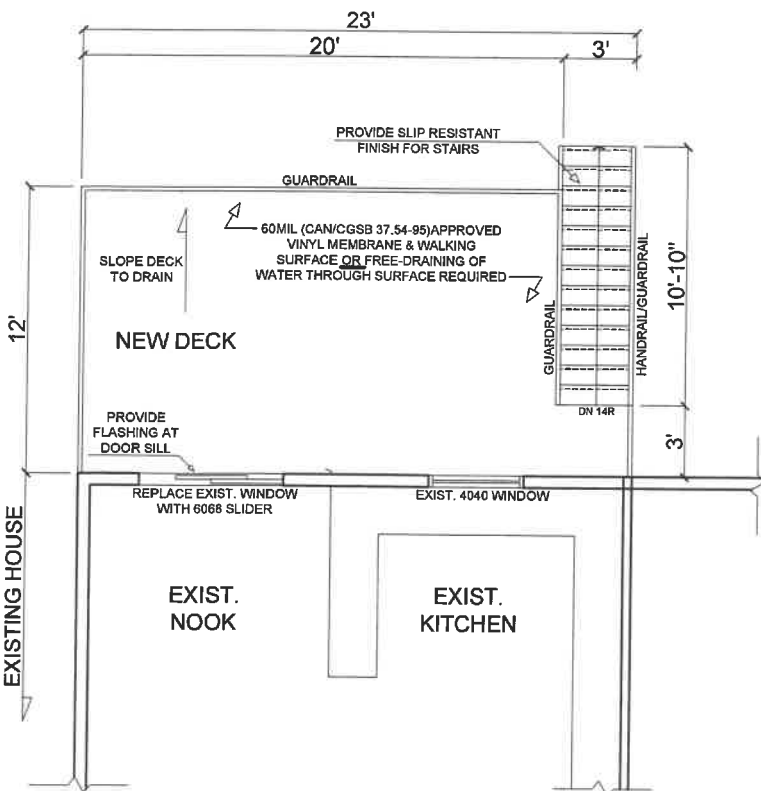 23'
20'
3'
PROVIDE SLIP RESISTANT
FINISH FOR STAIRS
GUARDRAIL
60MIL (CAN/CGSB 37.54-95)APPROVED
VINYL MEMBRANE & WALKING
SURFACE OR FREE-DRAINING OF
WATER THROUGH SURFACE REQUIRED
SLOPE DECK
TO DRAIN
12'
NEW DECK
GUARDRAIL
HANDRAIL/GUARDRAIL
10'-10"
DN 14R
3'
PROVIDE
FLASHING AT
DOOR SILL
REPLACE EXIST. WINDOW
WITH 6068 SLIDER
EXIST. 4040 WINDOW
EXISTING HOUSE
EXIST.
NOOK
EXIST.
KITCHEN